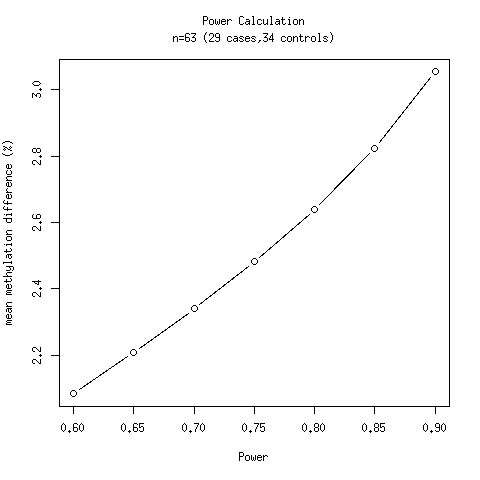 Power Calculation
n=63 (29 cases,34 controls)
mean methylation difference (%)
3.0
2.8
2.6
2.4
2.2
0.60 0.65 0.70 0.75 0.80 0.85 0.90
Power